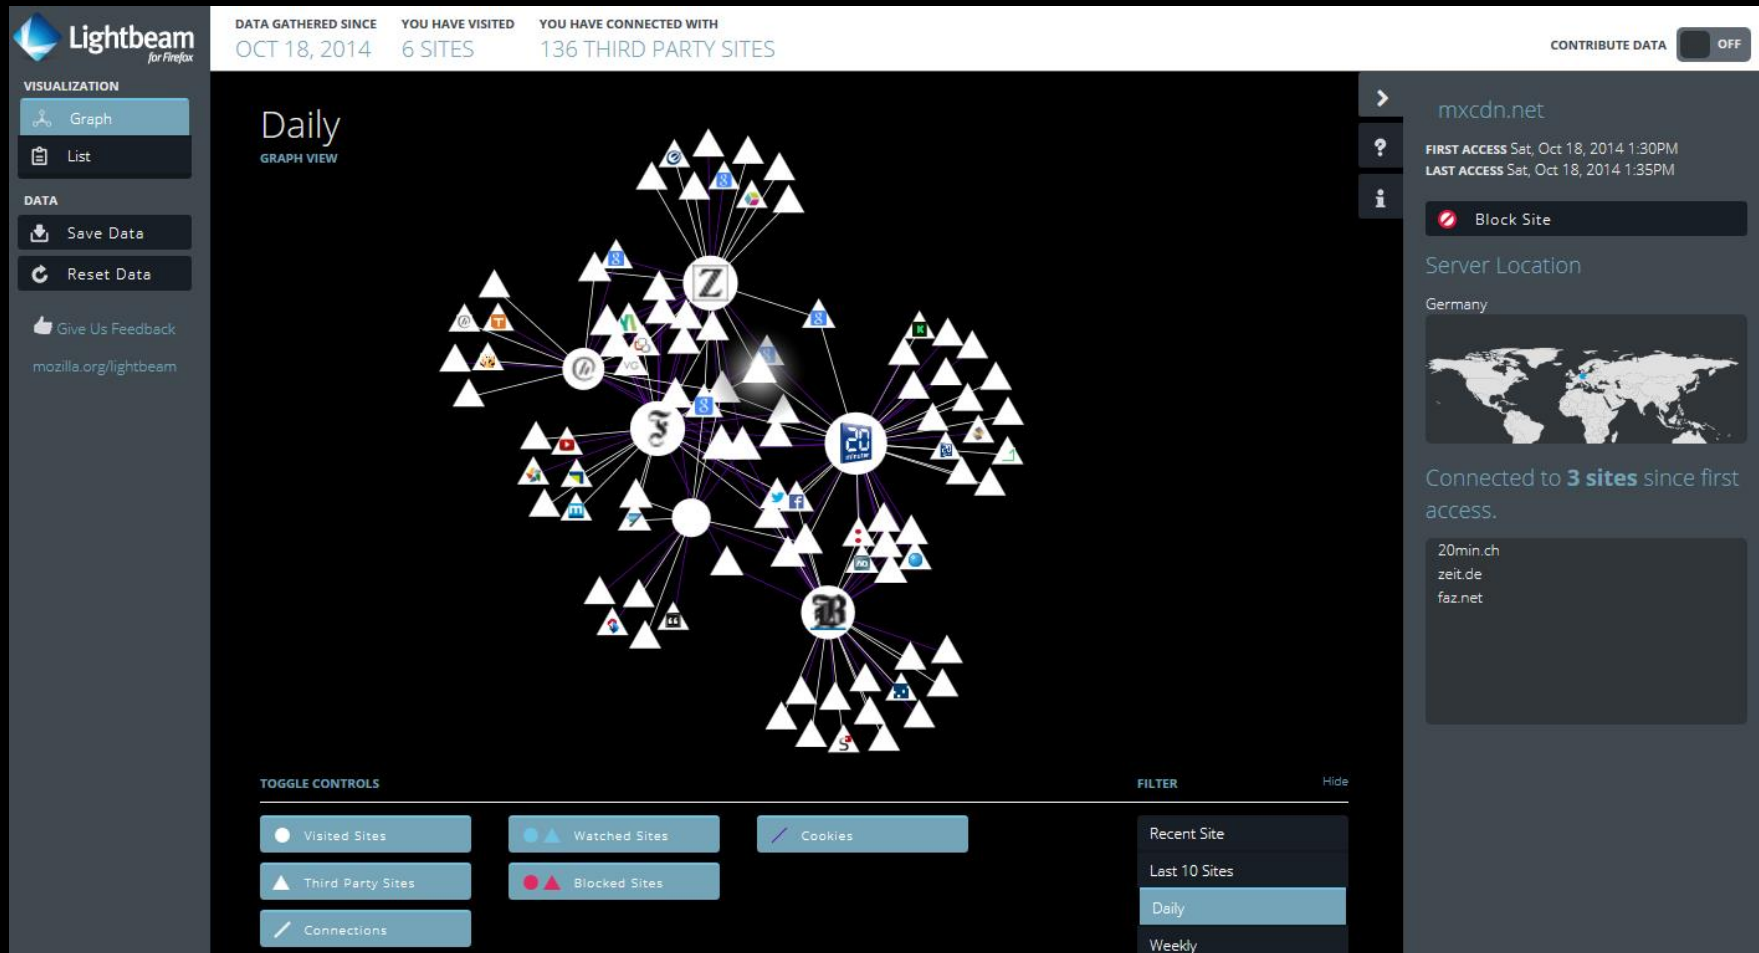 Lightbeam
for Firefox
DATA GATHERED SINCE
OCT 18, 2014
YOU HAVE VISITED
6 SITES
YOU HAVE CONNECTED WITH
136 THIRD PARTY SITES
CONTRIBUTE DATA
OFF
VISUALIZATION
Graph
List
DATA
Save Data
Reset Data
Give Us Feedback
mozilla.org/lightbeam
Daily
GRAPH VIEW
Z
20
minuten
B
VG
TOGGLE CONTROLS
Visited Sites
Third Party Sites
Connections
Watched Sites
Blocked Sites
Cookies
FILTER
Hide
Recent Site
Last 10 Sites
Daily
Weekly
mxcdn.net
FIRST ACCESS Sat, Oct 18, 2014 1:30PM
LAST ACCESS Sat, Oct 18, 2014 1:35PM
Block Site
Server Location
Germany
Connected to 3 sites since first
access.
20min.ch
zeit.de
faz.net